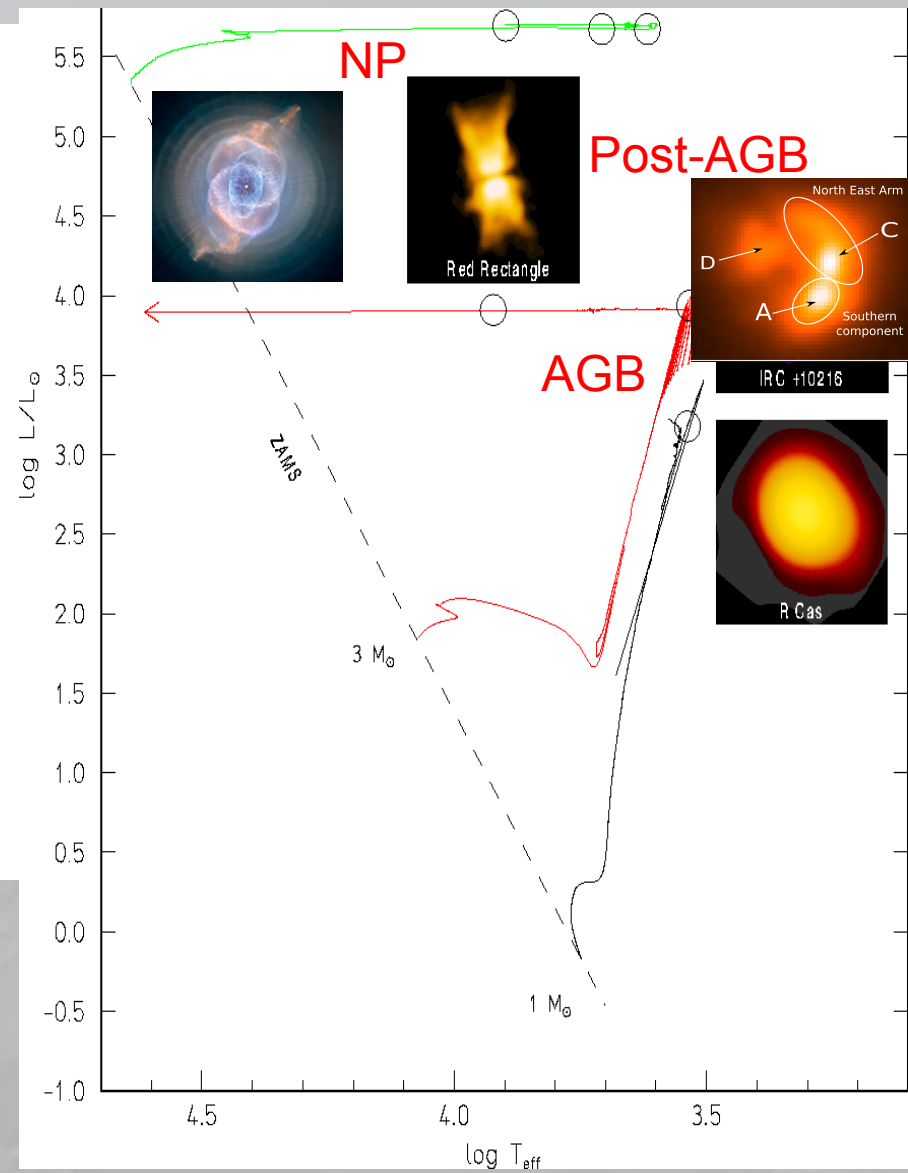 NP
Post-AGB
North East Arm
C
D
A
Southern
component
Red Rectangle
IRC +10216
AGB
R Cas
ZAMS
3 M⊙
1 M⊙
log L/L⊙
5.5
5.0
4.5
4.0
3.5
3.0
2.5
2.0
1.5
1.0
0.5
0.0
-0.5
-1.0
4.5 4.0 3.5
log Teff